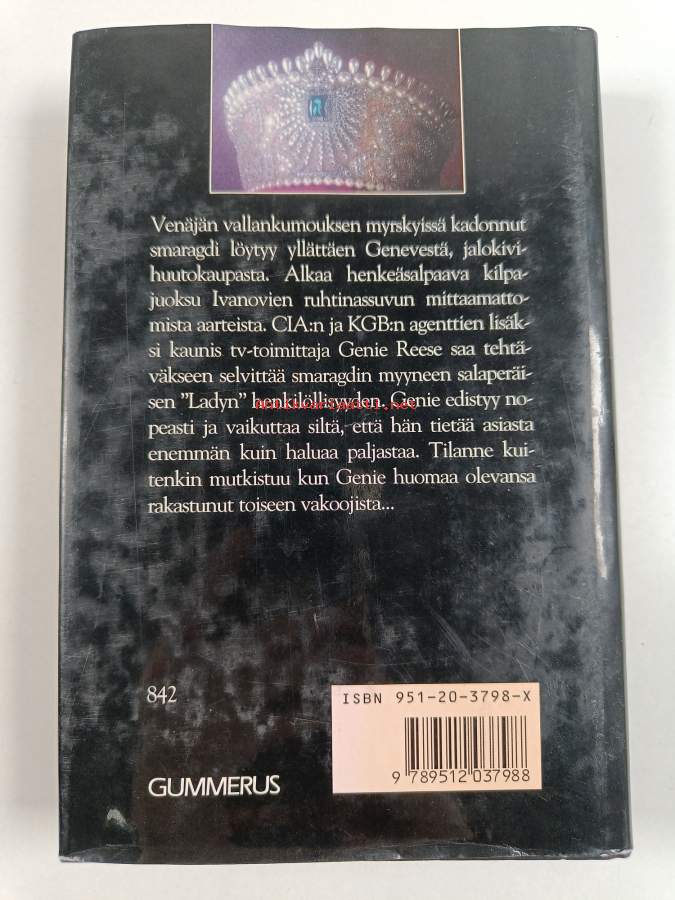 Venäjän vallankumouksen myrskyissä kadonnut
smaragdi löytyy yllättäen Genevestä, jalokivi-
huutokaupasta. Alkaa henkeäsalpaava kilpa-
juoksu Ivanovien ruhtinassuvun mittaamatto-
mista aarteista. CIA:n ja KGB:n agenttien lisäk-
si kaunis tv-toimittaja Genie Reese saa tehtä-
väkseen selvittää smaragdin myyneen salaperäi-
sen ”Ladyn” henkilöllisyyden. Genie edistyy no-
peasti ja vaikuttaa siltä, että hän tietää asiasta
enemmän kuin haluaa paljastaa. Tilanne kui-
tenkin mutkistuu kun Genie huomaa olevansa
rakastunut toiseen vakoojista...
842
ISBN 951-20-3798-X
9 789512 037988
GUMMERUS